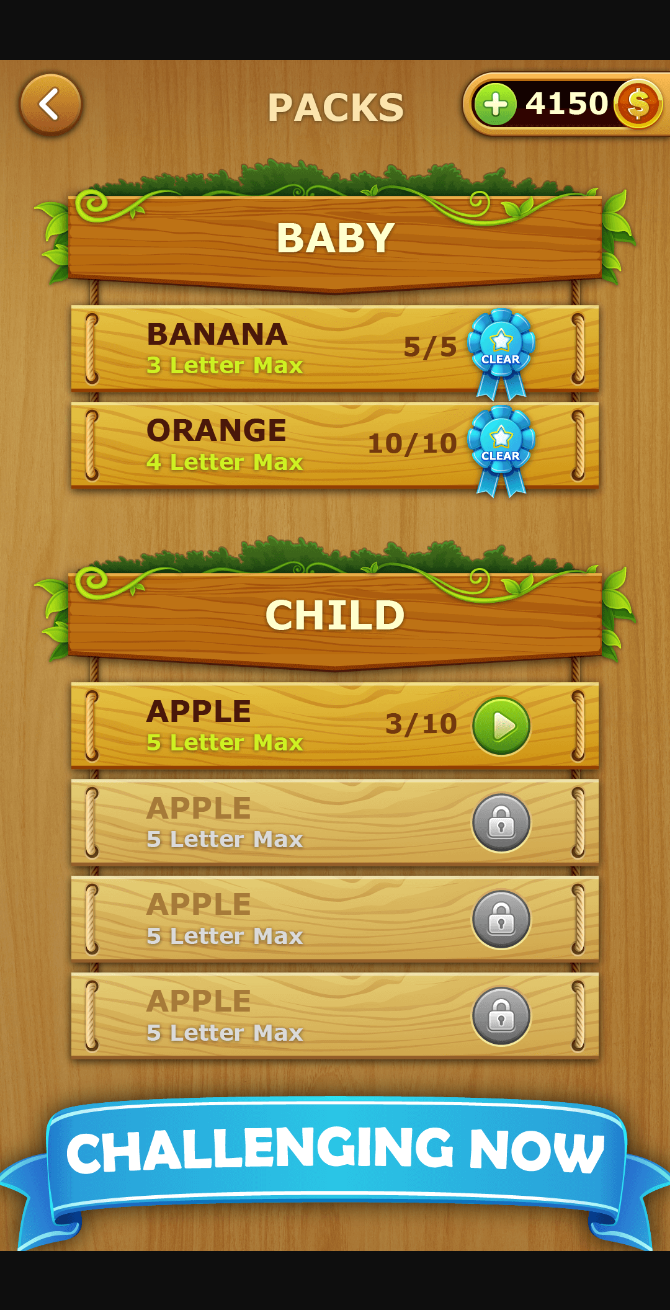 PACKS
4150
BABY
BANANA
3 Letter Max
5/5
CLEAR
ORANGE
4 Letter Max
10/10
CLEAR
CHILD
APPLE
5 Letter Max
3/10
APPLE
5 Letter Max
APPLE
5 Letter Max
APPLE
5 Letter Max
CHALLENGING NOW